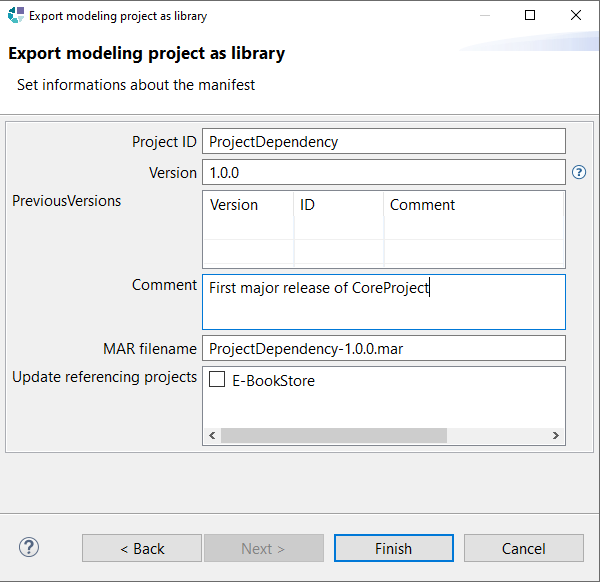 Export modeling project as library
Export modeling project as library
Set informations about the manifest
Project ID ProjectDependency
Version 1.0.0
PreviousVersions
Version ID Comment
Comment First major release of CoreProject
MAR filename ProjectDependency-1.0.0.mar
Update referencing projects E-BookStore
? < Back Next > Finish Cancel